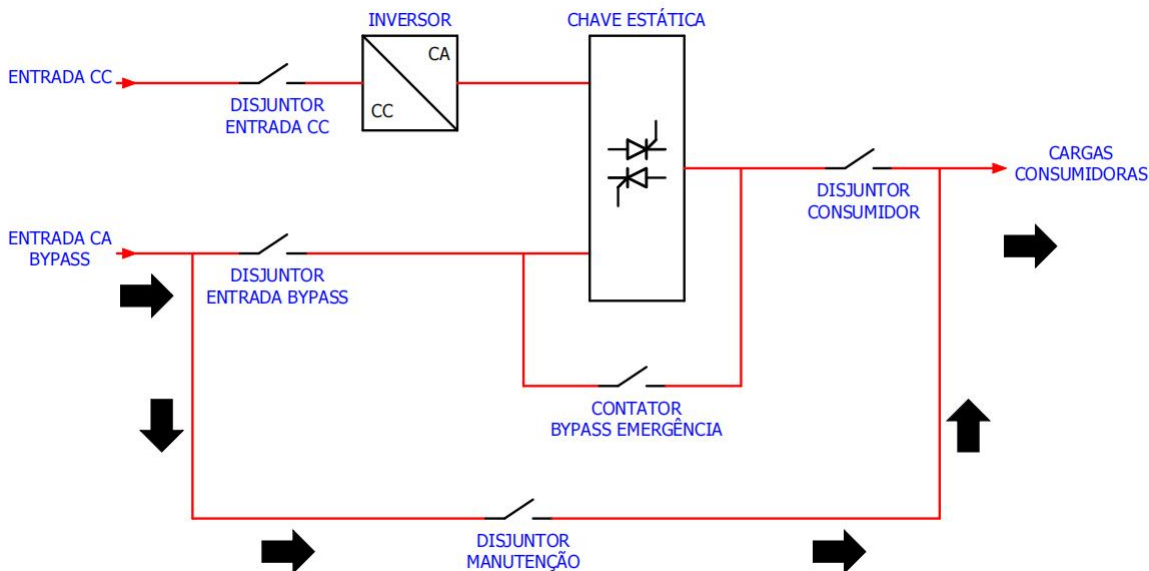 INVERSOR
CHAVE ESTÁTICA
CA
CC
ENTRADA CC
DISJUNTOR
ENTRADA CC
CARGAS
CONSUMIDORAS
DISJUNTOR
CONSUMIDOR
ENTRADA CA
BYPASS
DISJUNTOR
ENTRADA BYPASS
CONTATOR
BYPASS EMERGÊNCIA
DISJUNTOR
MANUTENÇÃO